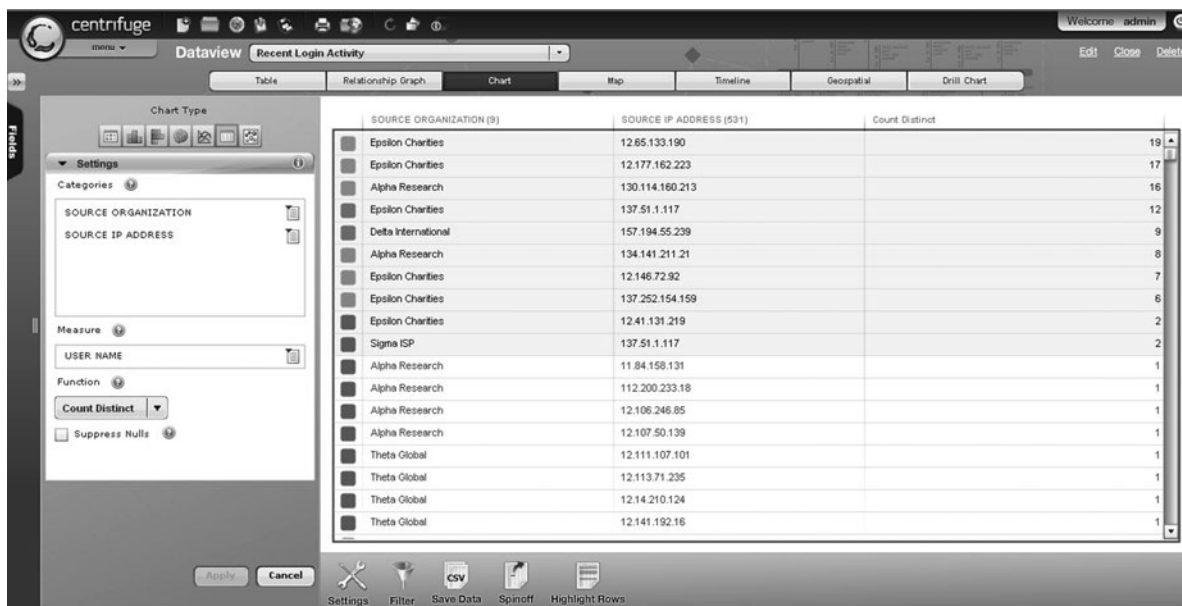 centrifuge
Welcome admin
menu
Dataview
Recent Login Activity
Edit Close Delete
Table Relationship Graph Chart Map Timeline Geospatial Drill Chart
Fields
Chart Type
Settings
Categories
SOURCE ORGANIZATION
SOURCE IP ADDRESS
Measure
USER NAME
Function
Count Distinct
Suppress Nulls
Apply Cancel
SOURCE ORGANIZATION (9) SOURCE IP ADDRESS (531) Count Distinct
Epsilon Charities 12.65.133.190 19
Epsilon Charities 12.177.162.223 17
Alpha Research 130.114.160.213 16
Epsilon Charities 137.51.1.117 12
Delta International 157.194.55.239 9
Alpha Research 134.141.211.21 8
Epsilon Charities 12.146.72.92 7
Epsilon Charities 137.252.154.159 6
Epsilon Charities 12.41.131.219 2
Sigma ISP 137.51.1.117 2
Alpha Research 11.84.158.131 1
Alpha Research 112.200.233.18 1
Alpha Research 12.106.246.85 1
Alpha Research 12.107.50.139 1
Theta Global 12.111.107.101 1
Theta Global 12.113.71.235 1
Theta Global 12.14.210.124 1
Theta Global 12.141.192.16 1
CSV
Settings Filter Save Data Spinoff Highlight Rows